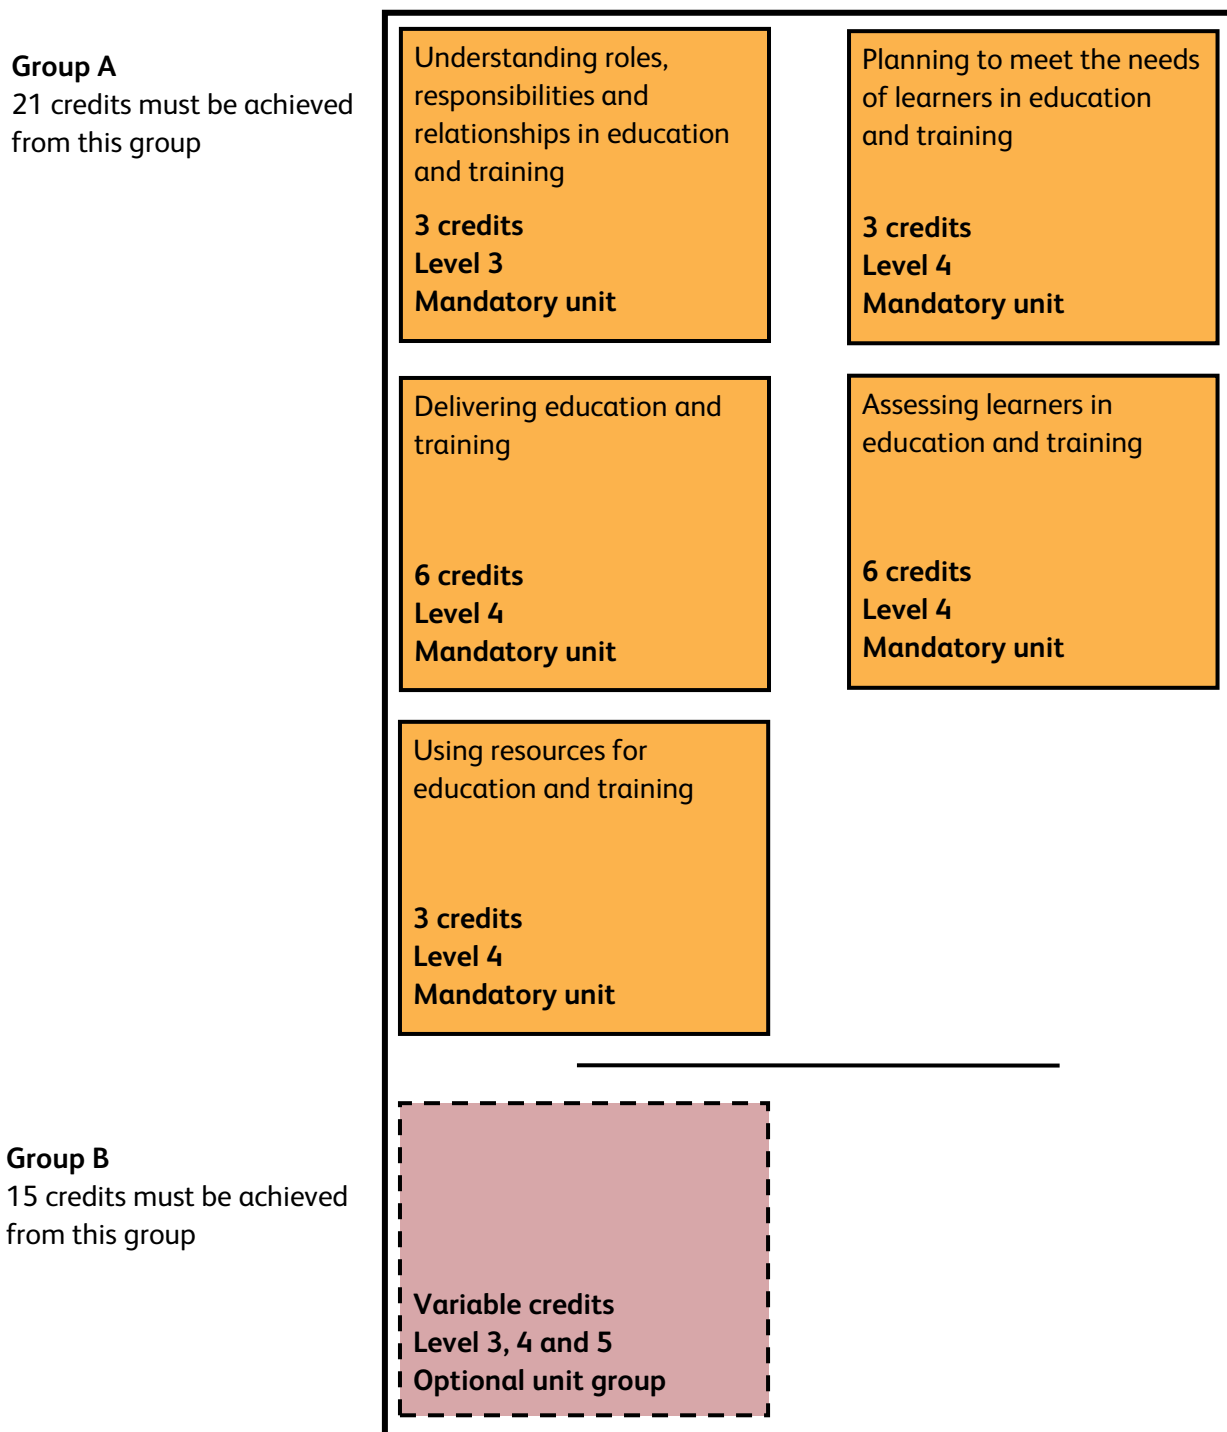 Group A
21 credits must be achieved
from this group
Understanding roles,
responsibilities and
relationships in education
and training
3 credits
Level 3
Mandatory unit
Planning to meet the needs
of learners in education
and training
3 credits
Level 4
Mandatory unit
Delivering education and
training
6 credits
Level 4
Mandatory unit
Assessing learners in
education and training
6 credits
Level 4
Mandatory unit
Using resources for
education and training
3 credits
Level 4
Mandatory unit
Group B
15 credits must be achieved
from this group
Variable credits
Level 3, 4 and 5
Optional unit group